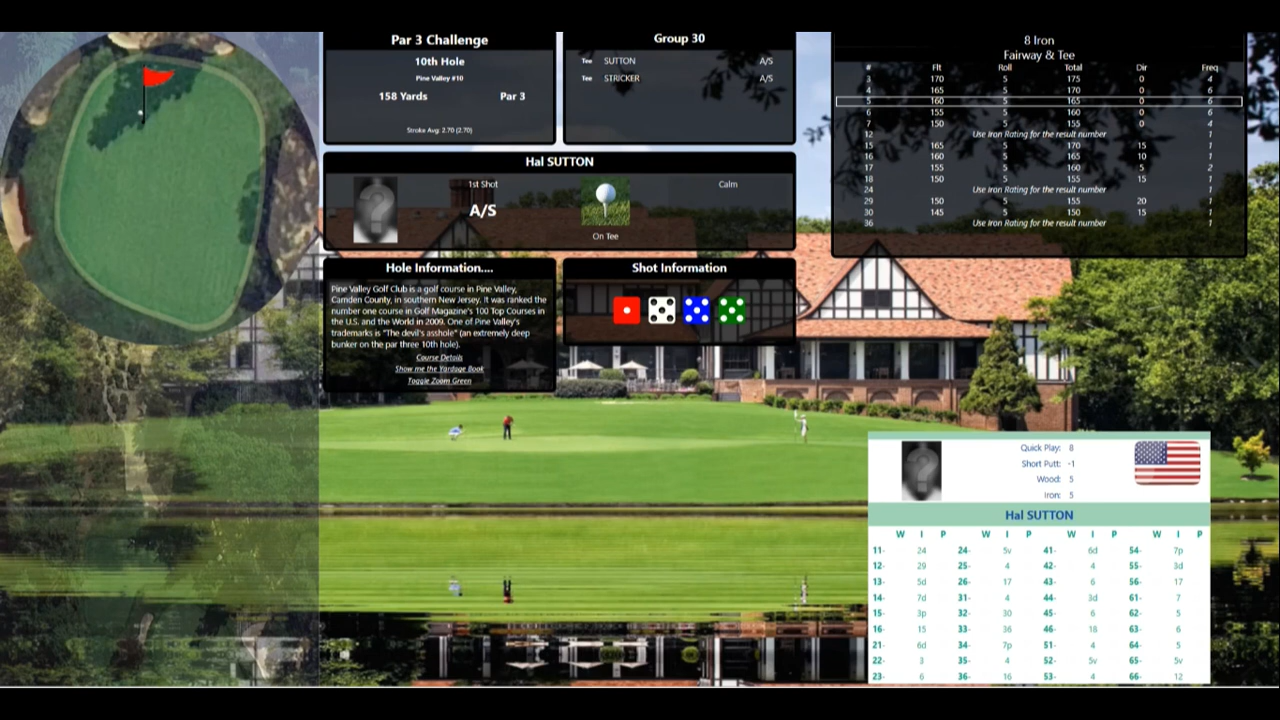 Par 3 Challenge
10th Hole
Pine Valley #10
158 Yards Par 3
Stroke Avg: 2.70 (2.70)
Group 30
Tee SUTTON A/S
Tee STRICKER A/S
8 Iron
Fairway & Tee
# Flt Roll Total Dir Freq
3 170 5 175 0 4
4 165 5 170 0 6
5 160 5 165 0 6
6 155 5 160 0 6
7 150 5 155 0 4
12 Use Iron Rating for the result number 1
15 165 5 170 15 1
16 160 5 165 10 1
17 155 5 160 5 2
18 150 5 155 15 1
24 Use Iron Rating for the result number 1
29 150 5 155 20 1
30 145 5 150 15 1
36 Use Iron Rating for the result number 1
Hal SUTTON
1st Shot
A/S
On Tee
Calm
Hole Information....
Pine Valley Golf Club is a golf course in Pine Valley,
Camden County, in southern New Jersey. It was ranked the
number one course in Golf Magazine's 100 Top Courses in
the U.S. and the World in 2009. One of Pine Valley's
trademarks is "The devil's asshole" (an extremely deep
bunker on the par three 10th hole).
Course Details
Show me the Yardage Book
Toggle Zoom Green
Shot Information
Quick Play: 8
Short Putt: -1
Wood: 5
Iron: 5
Hal SUTTON
W I P W I P W I P W I P
11- 24 24- 5v 41- 6d 54- 7p
12- 29 25- 4 42- 4 55- 3d
13- 5d 26- 17 43- 6 56- 17
14- 7d 31- 4 44- 3d 61- 7
15- 3p 32- 30 45- 6 62- 5
16- 15 33- 36 46- 18 63- 6
21- 6d 34- 7p 51- 4 64- 5
22- 3 35- 4 52- 5v 65- 5v
23- 6 36- 16 53- 4 66- 12